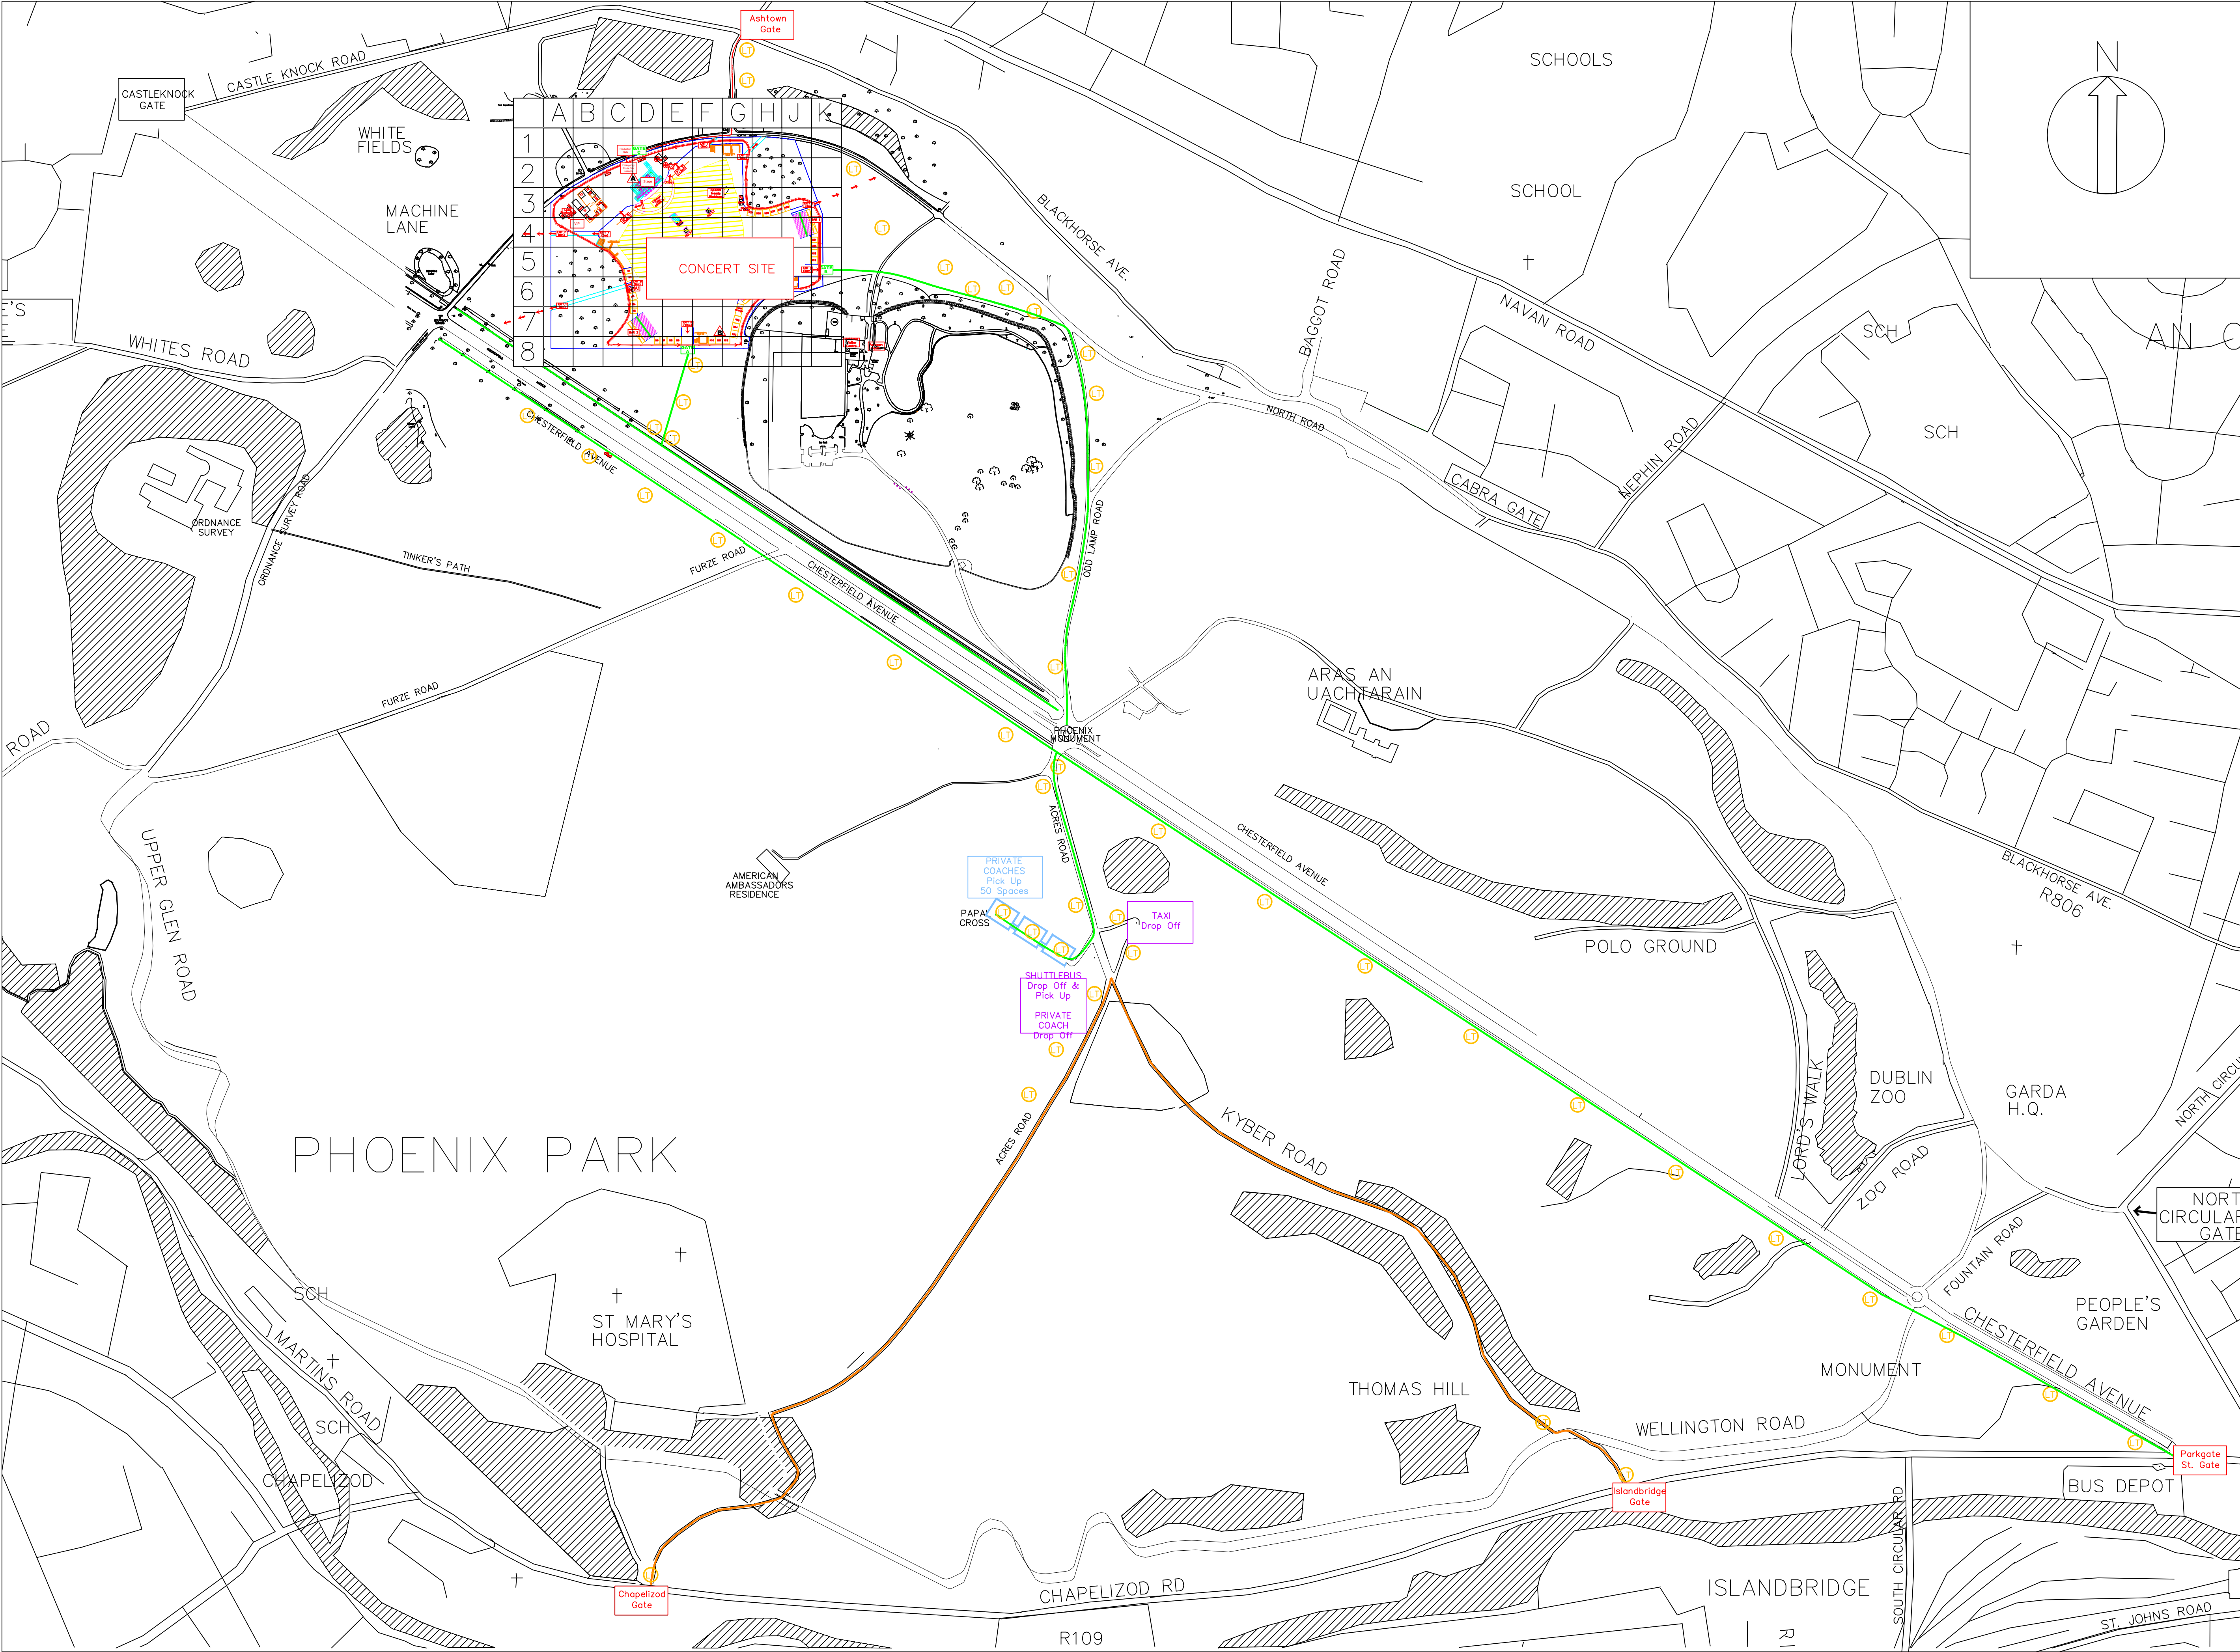 Ashtown
Gate
CASTLE KNOCK ROAD
CASTLEKNOCK
GATE
SCHOOLS
N
A B C D E F G H J K
1
2
3
4
5
6
7
8
WHITE
FIELDS
SCHOOL
MACHINE
LANE
BLACKHORSE AVE.
CONCERT SITE
BAGGOT ROAD
NAVAN ROAD
SCH
WHITES ROAD
NORTH ROAD
CHESTERFIELD AVENUE
SCH
NEPHIN ROAD
CABRA GATE
ORDNANCE
SURVEY
ORDNANCE SURVEY ROAD
TINKER'S PATH
FURZE ROAD
ODD LAMP ROAD
CHESTERFIELD AVENUE
FURZE ROAD
ARAS AN
UACHTARAIN
ROAD
PHOENIX
MONUMENT
UPPER GLEN ROAD
ACRES ROAD
CHESTERFIELD AVENUE
AMERICAN
AMBASSADORS
RESIDENCE
PRIVATE
COACHES
Pick Up
50 Spaces
PAPAL
CROSS
TAXI
Drop Off
BLACKHORSE AVE.
R806
POLO GROUND
SHUTTLEBUS
Drop Off &
Pick Up
PRIVATE
COACH
Drop Off
LORD'S WALK
DUBLIN
ZOO
GARDA
H.Q.
PHOENIX PARK
ACRES ROAD
KYBER ROAD
ZOO ROAD
FOUNTAIN ROAD
SCH
ST MARY'S
HOSPITAL
PEOPLE'S
GARDEN
MARTINS ROAD
CHESTERFIELD AVENUE
MONUMENT
THOMAS HILL
SCH
WELLINGTON ROAD
CHAPELIZOD
Parkgate
St. Gate
BUS DEPOT
Islandbridge
Gate
SOUTH CIRCULAR RD
Chapelizod
Gate
CHAPELIZOD RD
ISLANDBRIDGE
ST. JOHNS ROAD
R109